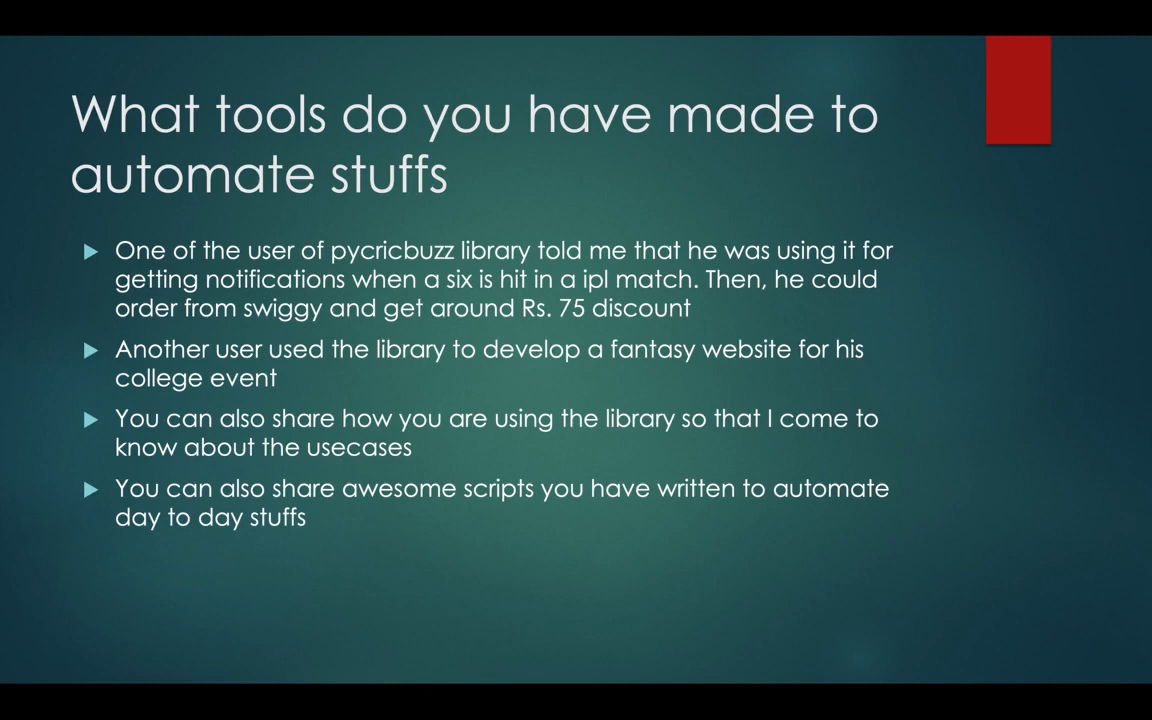 What tools do you have made to
automate stuffs
One of the user of pycricbuzz library told me that he was using it for
getting notifications when a six is hit in a ipl match. Then, he could
order from swiggy and get around Rs. 75 discount
Another user used the library to develop a fantasy website for his
college event
You can also share how you are using the library so that I come to
know about the usecases
You can also share awesome scripts you have written to automate
day to day stuffs